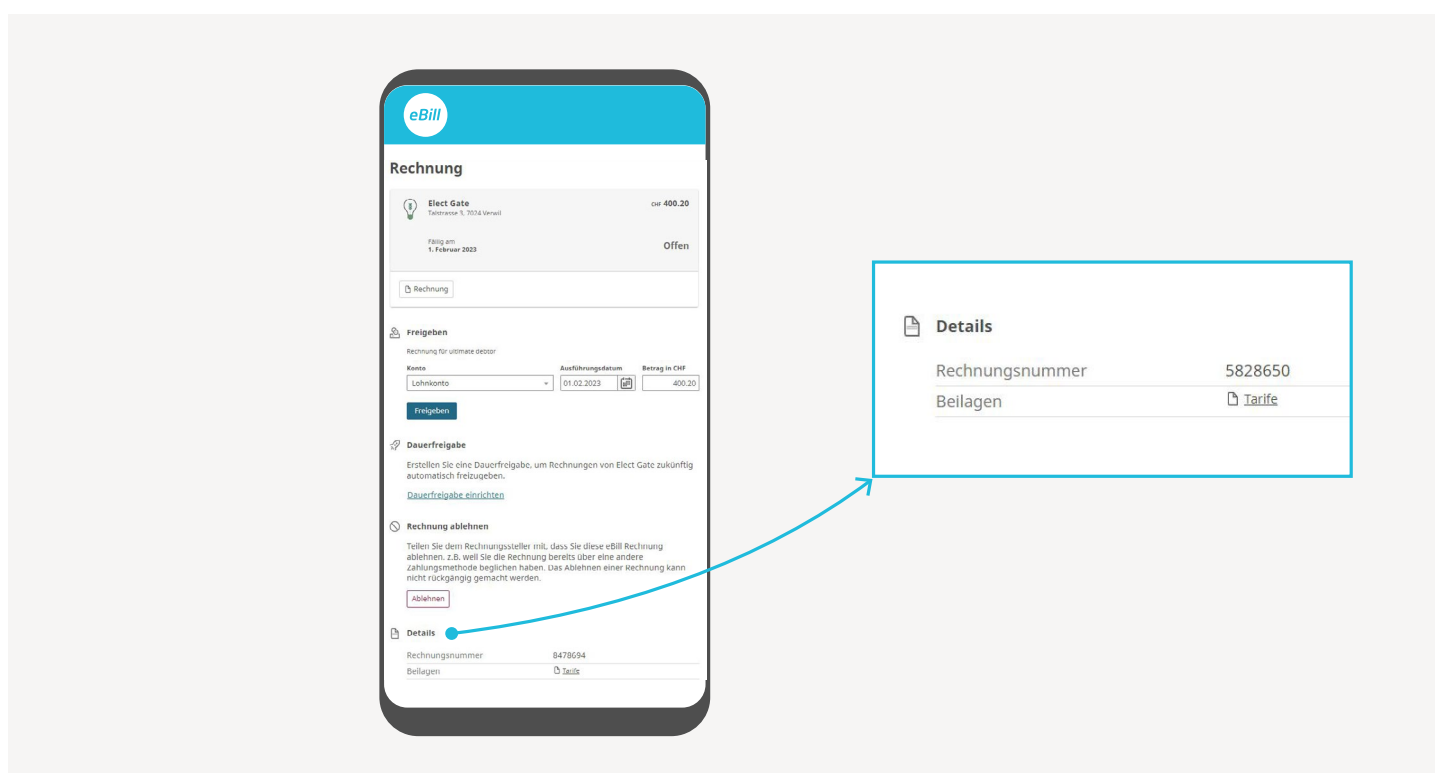 eBill
Rechnung
Elect Gate
CHF 400.20
Talstrasse 3, 7024 Verwil
Fällig am
1. Februar 2023
Offen
Rechnung
Freigeben
Rechnung für ultimate debtor
Konto Ausführungsdatum Betrag in CHF
Lohnkonto 01.02.2023 400.20
Freigeben
Dauerfreigabe
Erstellen Sie eine Dauerfreigabe, um Rechnungen von Elect Gate zukünftig
automatisch freizugeben.
Dauerfreigabe einrichten
Rechnung ablehnen
Teilen Sie dem Rechnungssteller mit, dass Sie diese eBill Rechnung
ablehnen. z.B. weil Sie die Rechnung bereits über eine andere
Zahlungsmethode beglichen haben. Das Ablehnen einer Rechnung kann
nicht rückgängig gemacht werden.
Ablehnen
Details
Rechnungsnummer 8478694
Beilagen Tarife
Details
Rechnungsnummer 5828650
Beilagen Tarife